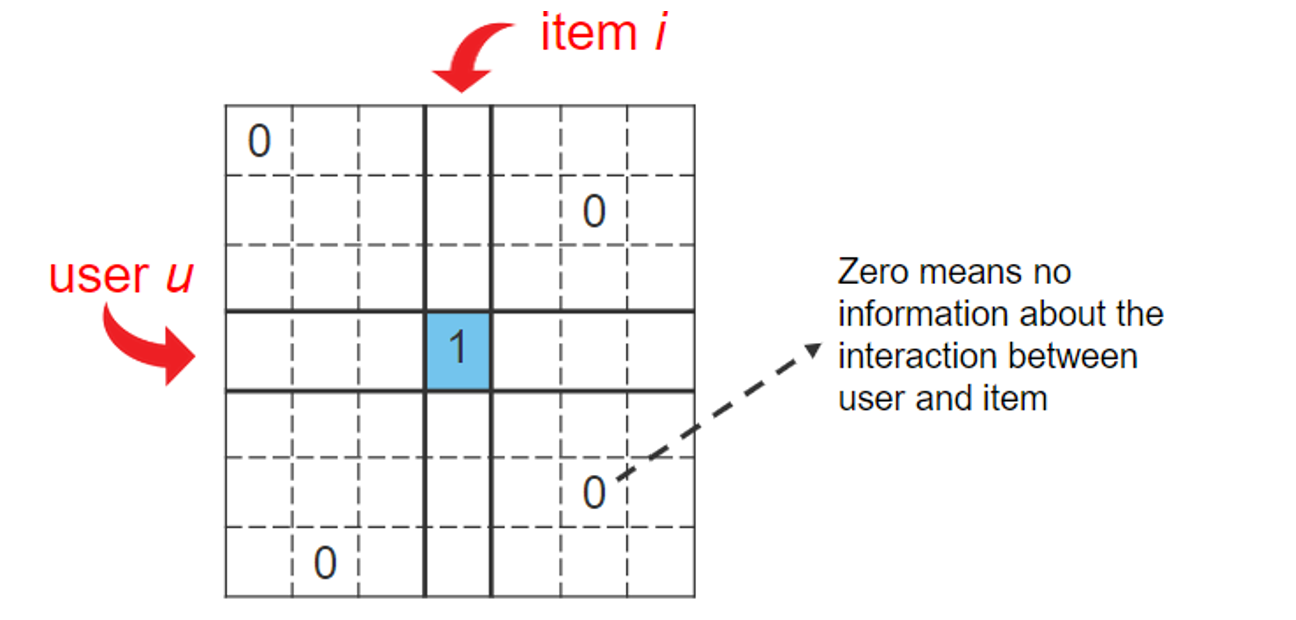 item i
0
0
user u
1
Zero means no
information about the
interaction between
user and item
0
0